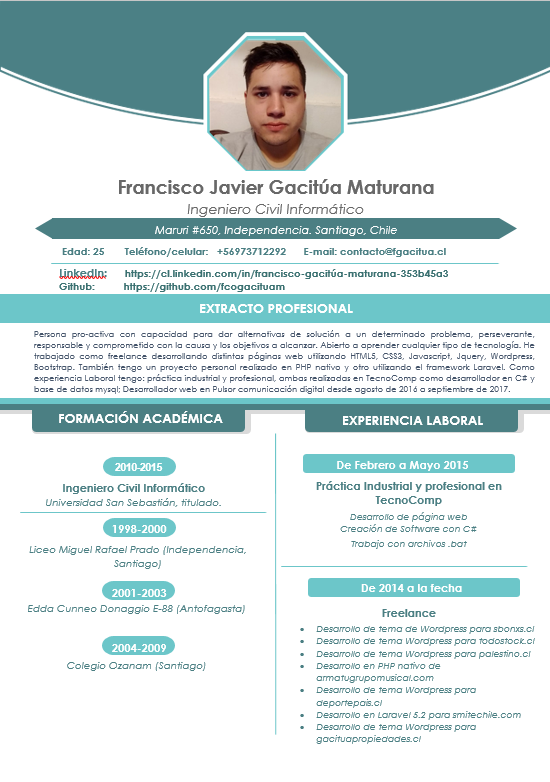 Francisco Javier Gacitúa Maturana
Ingeniero Civil Informático
Maruri #650, Independencia. Santiago, Chile
Edad: 25 Teléfono/celular: +56973712292 E-mail: contacto@fgacitua.cl
LinkedIn: https://cl.linkedin.com/in/francisco-gacitúa-maturana-353b45a3
Github: https://github.com/fcogacituam
EXTRACTO PROFESIONAL
Persona pro-activa con capacidad para dar alternativas de solución a un determinado problema, perseverante,
responsable y comprometido con la causa y los objetivos a alcanzar. Abierto a aprender cualquier tipo de tecnología. He
trabajado como freelance desarrollando distintos páginas web utilizando HTML5, CSS3, Javascript, Jquery, Wordpress,
Bootstrap. También tengo un proyecto personal realizado en PHP nativo y otro utilizando el framework Laravel. Como
experiencia Laboral tengo: práctica industrial y profesional, ambas realizadas en TecnoComp como desarrollador en C# y
base de datos mysql; Desarrollador web en Pulsor comunicación digital desde agosto de 2016 a septiembre de 2017.
FORMACIÓN ACADÉMICA
2010-2015
Ingeniero Civil Informático
Universidad San Sebastián, titulado.
1998-2000
Liceo Miguel Rafael Prado (Independencia,
Santiago)
2001-2003
Edda Cunneo Donaggio E-88 (Antofagasta)
2004-2009
Colegio Ozanam (Santiago)
EXPERIENCIA LABORAL
De Febrero a Mayo 2015
Práctica Industrial y profesional en
TecnoComp
Desarrollo de página web
Creación de Software con C#
Trabajo con archivos .bat
De 2014 a la fecha
Freelance
• Desarrollo de tema de Wordpress para sbonxs.cl
• Desarrollo de tema de Wordpress para todostock.cl
• Desarrollo de tema Wordpress para palestino.cl
• Desarrollo en PHP nativo de
armatugrupomusical.com
• Desarrollo de tema Wordpress para
deportepais.cl
• Desarrollo en Laravel 5.2 para smitechile.com
• Desarrollo de tema Wordpress para
gacituapropiedades.cl